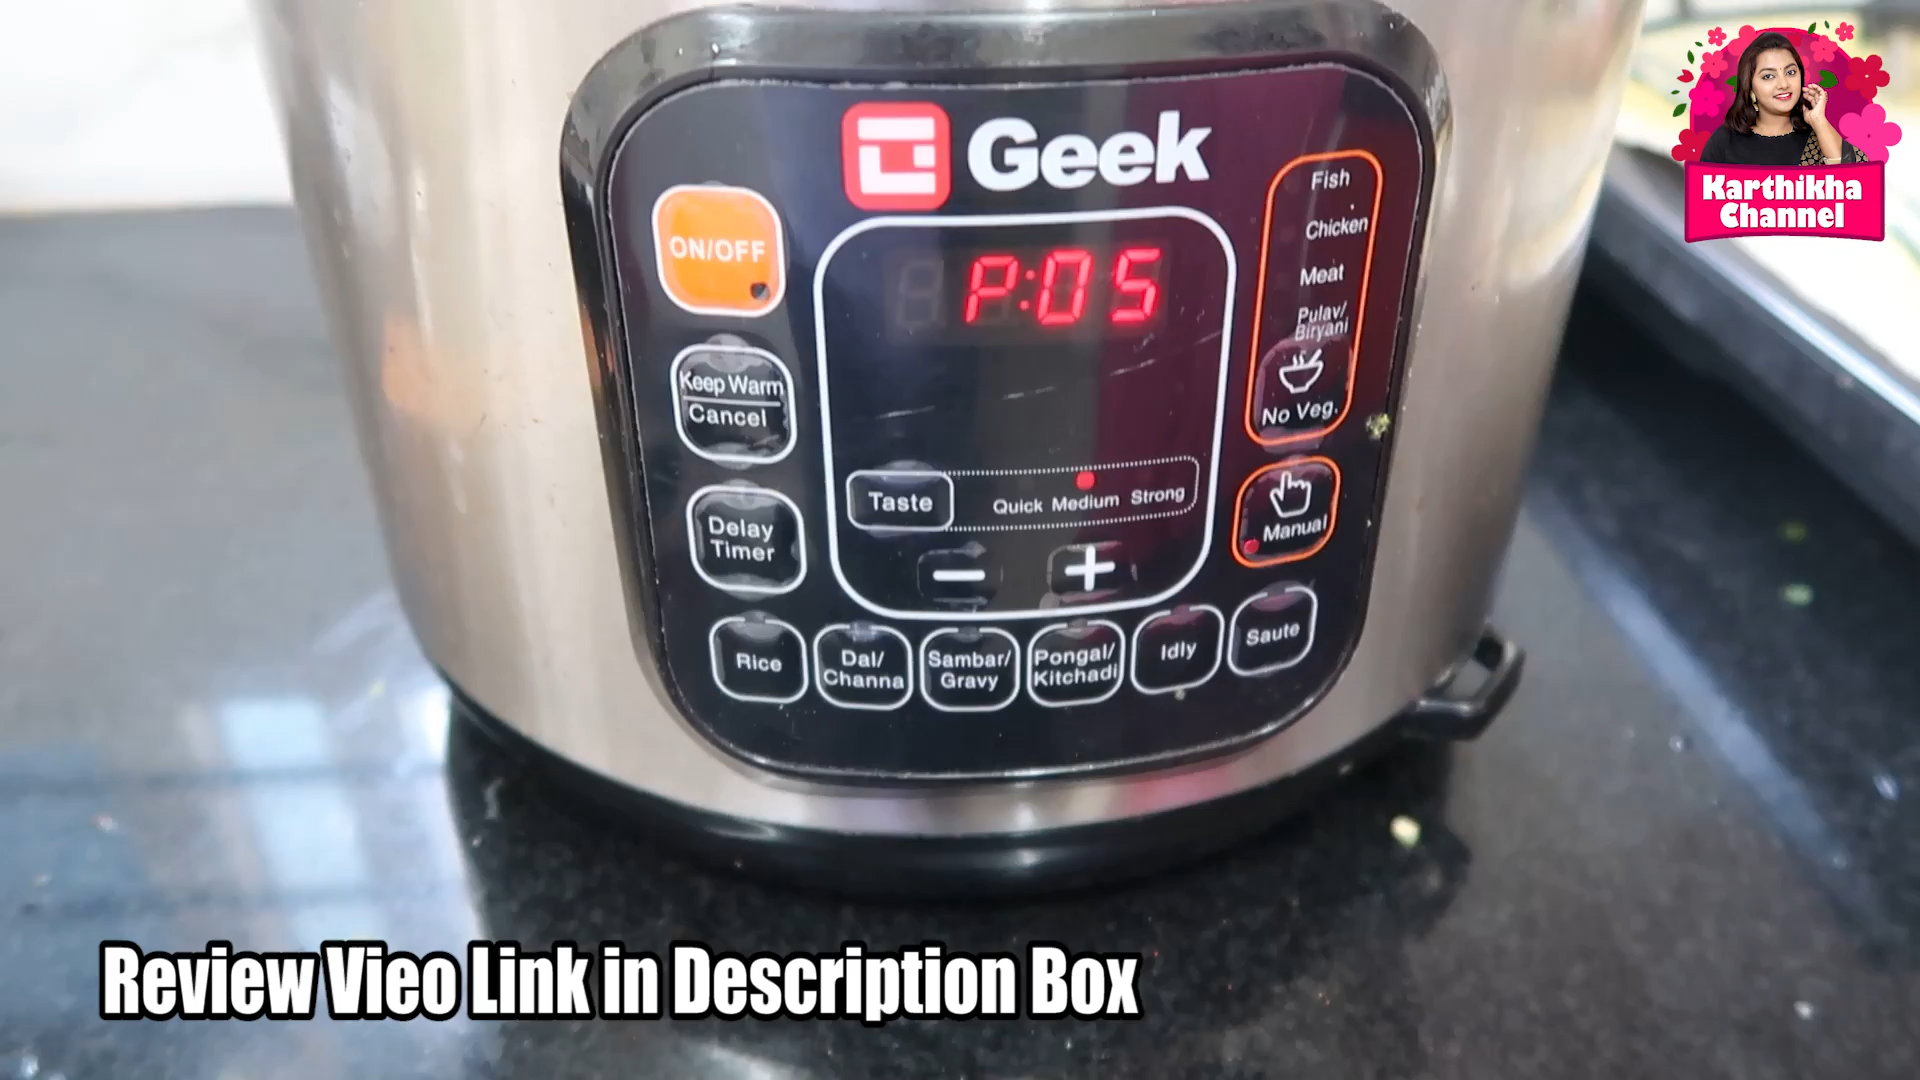 Geek
ON/OFF
P:05
Fish
Chicken
Meat
Pulav/
Biryani
No Veg.
Keep Warm
Cancel
Taste
Quick Medium Strong
Manual
Delay
Timer
Rice
Dal/
Channa
Sambar/
Gravy
Pongal/
Kitchadi
Idly
Saute
Karthikha
Channel
Review Vieo Link in Description Box